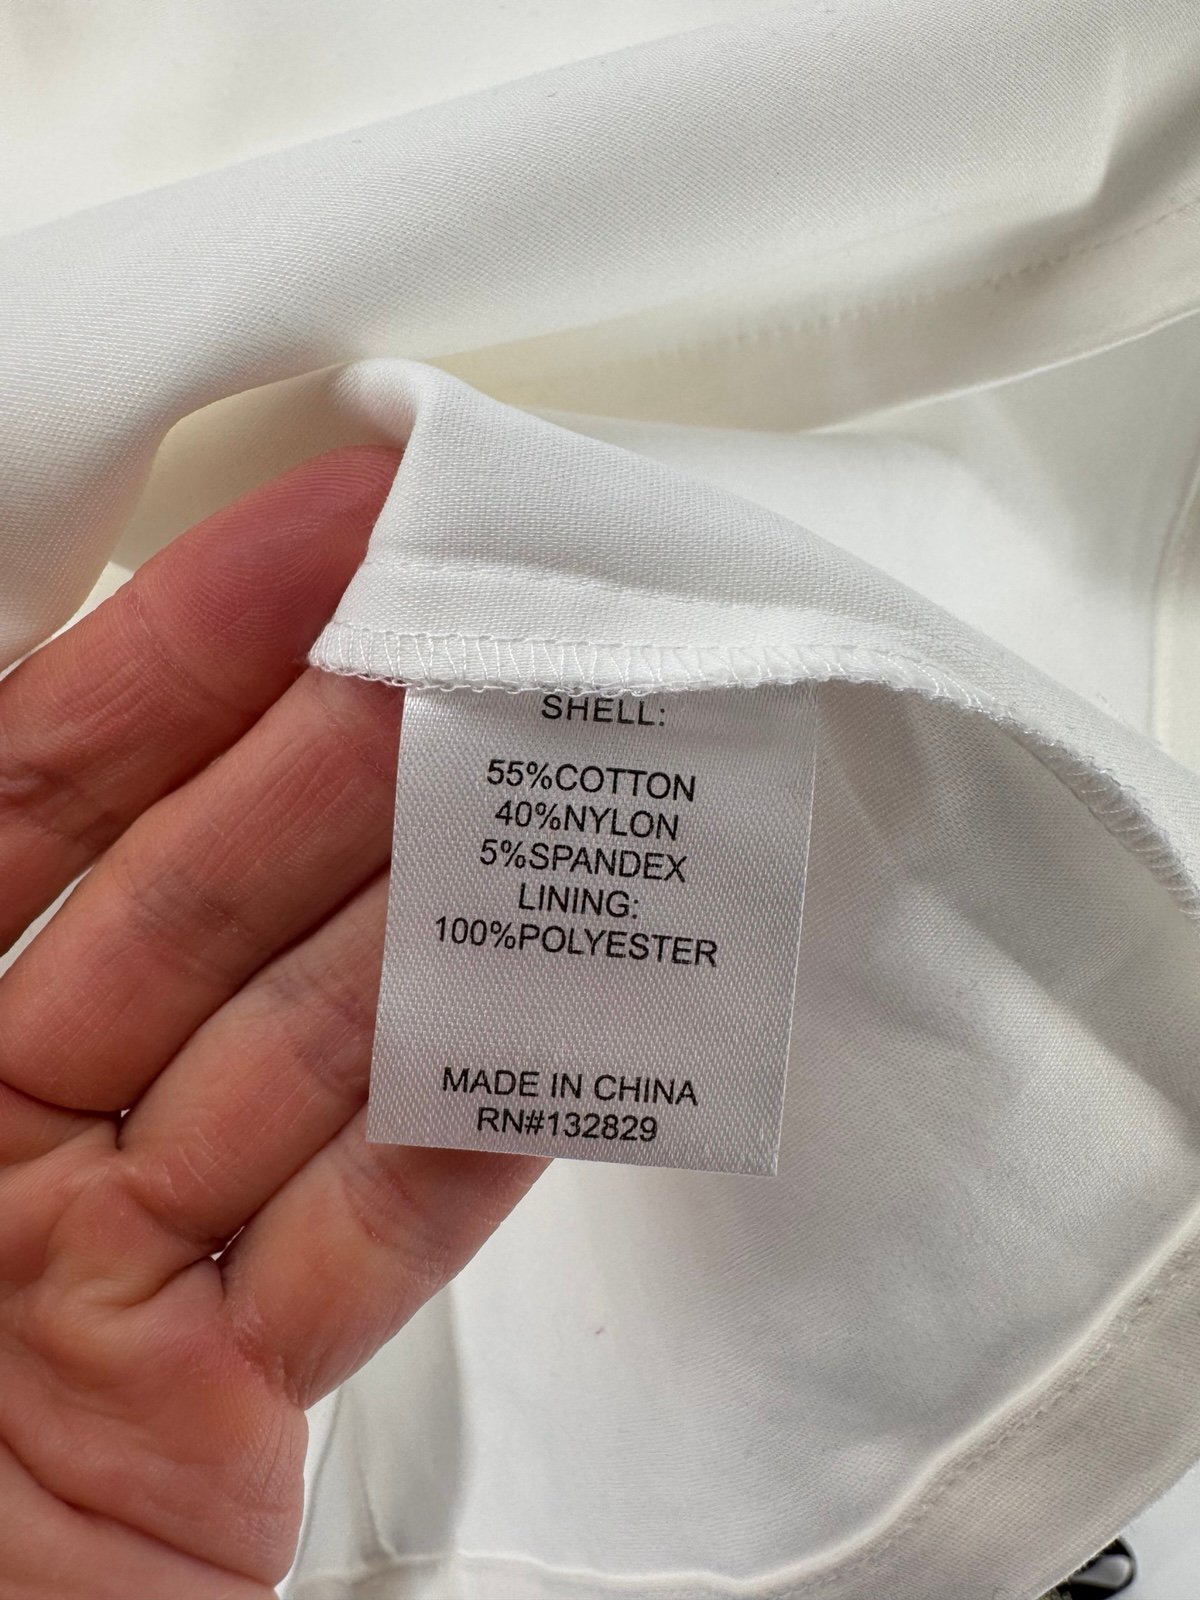 SHELL:
55%COTTON
40%NYLON
5%SPANDEX
LINING:
100%POLYESTER
MADE IN CHINA
RN#132829